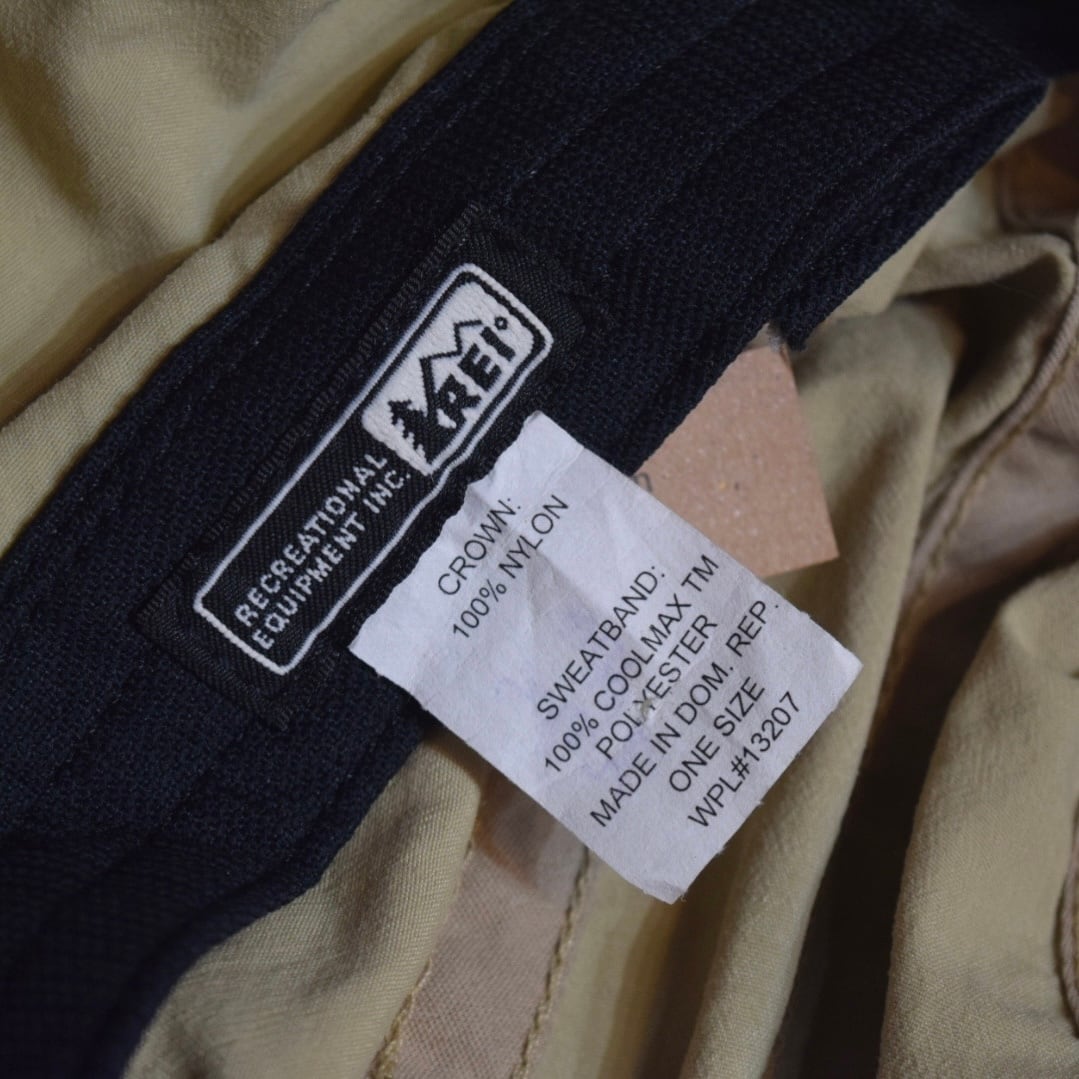 REI®
RECREATIONAL
EQUIPMENT INC.
CROWN:
100% NYLON
SWEATBAND:
100% COOLMAX TM
POLYESTER
MADE IN DOM. REP.
ONE SIZE
WPL#13207